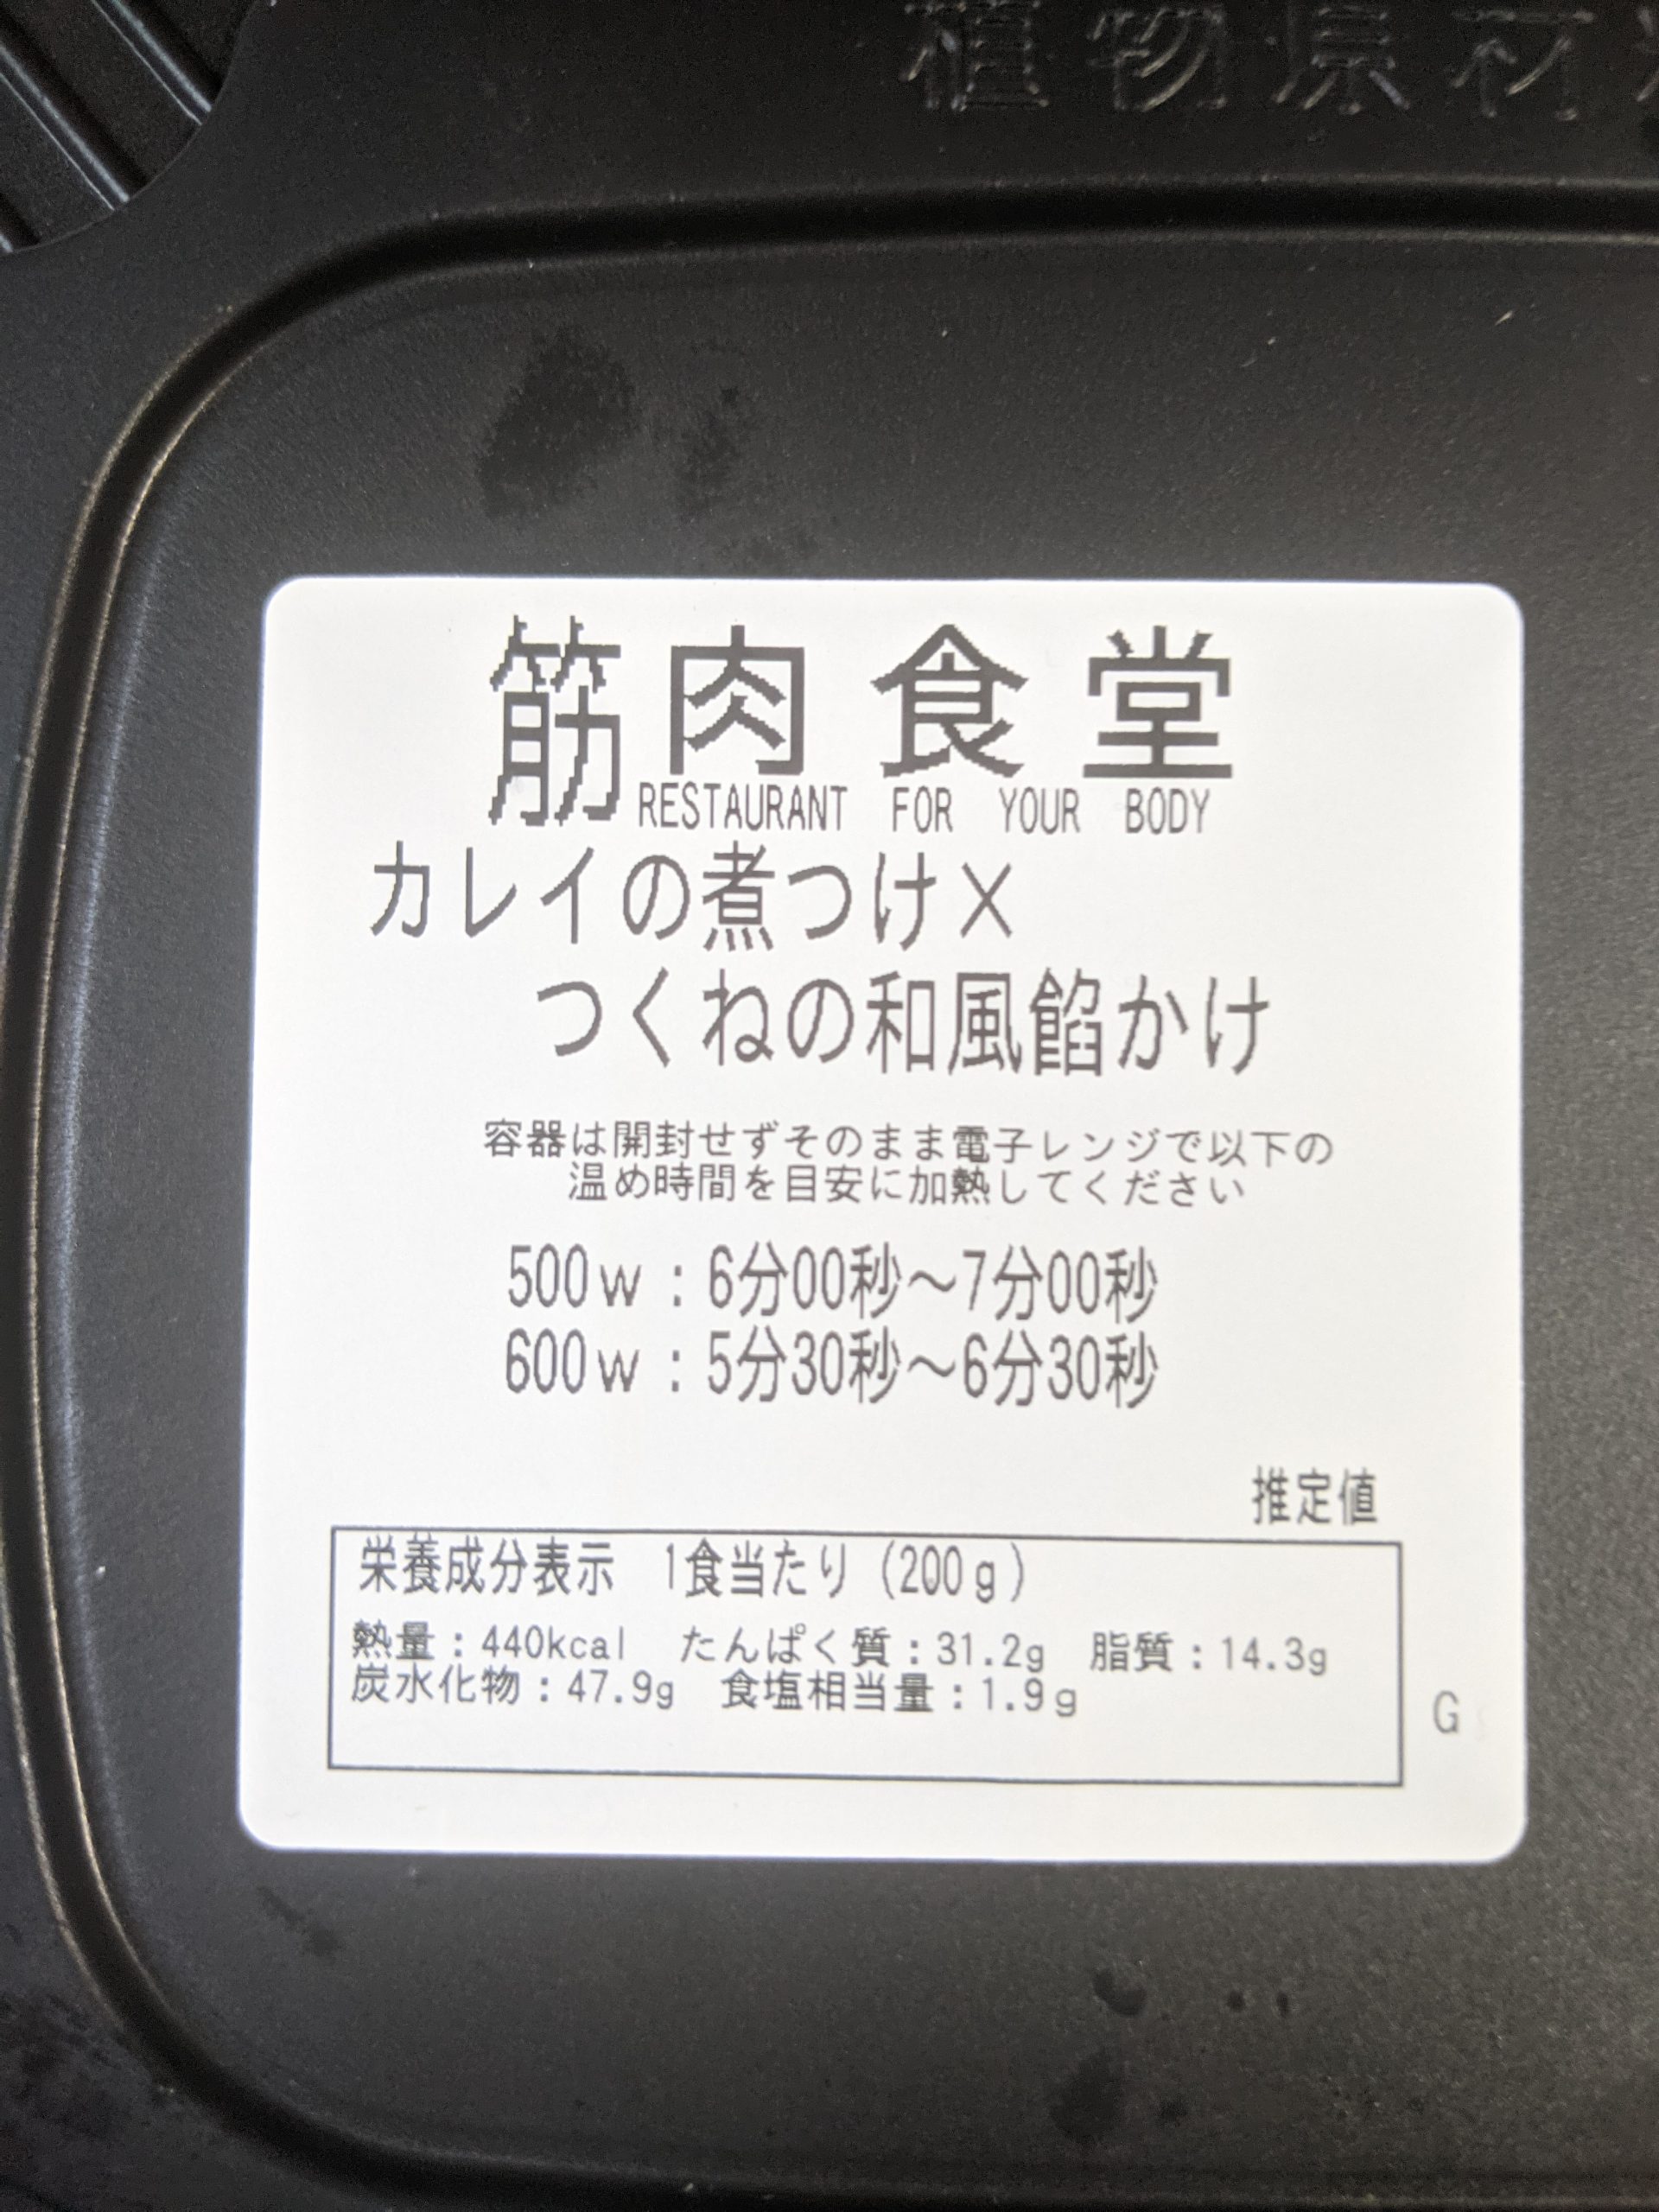 植物原材
筋肉食堂
RESTAURANT FOR YOUR BODY
カレイの煮つけ×
つくねの和風餡かけ
容器は開封せずそのまま電子レンジで以下の
温め時間を目安に加熱してください
500w：6分00秒～7分00秒
600w：5分30秒～6分30秒
推定値
栄養成分表示　1食当たり（200g）
熱量：440kcal　たんぱく質：31.2g　脂質：14.3g
炭水化物：47.9g　食塩相当量：1.9g
G